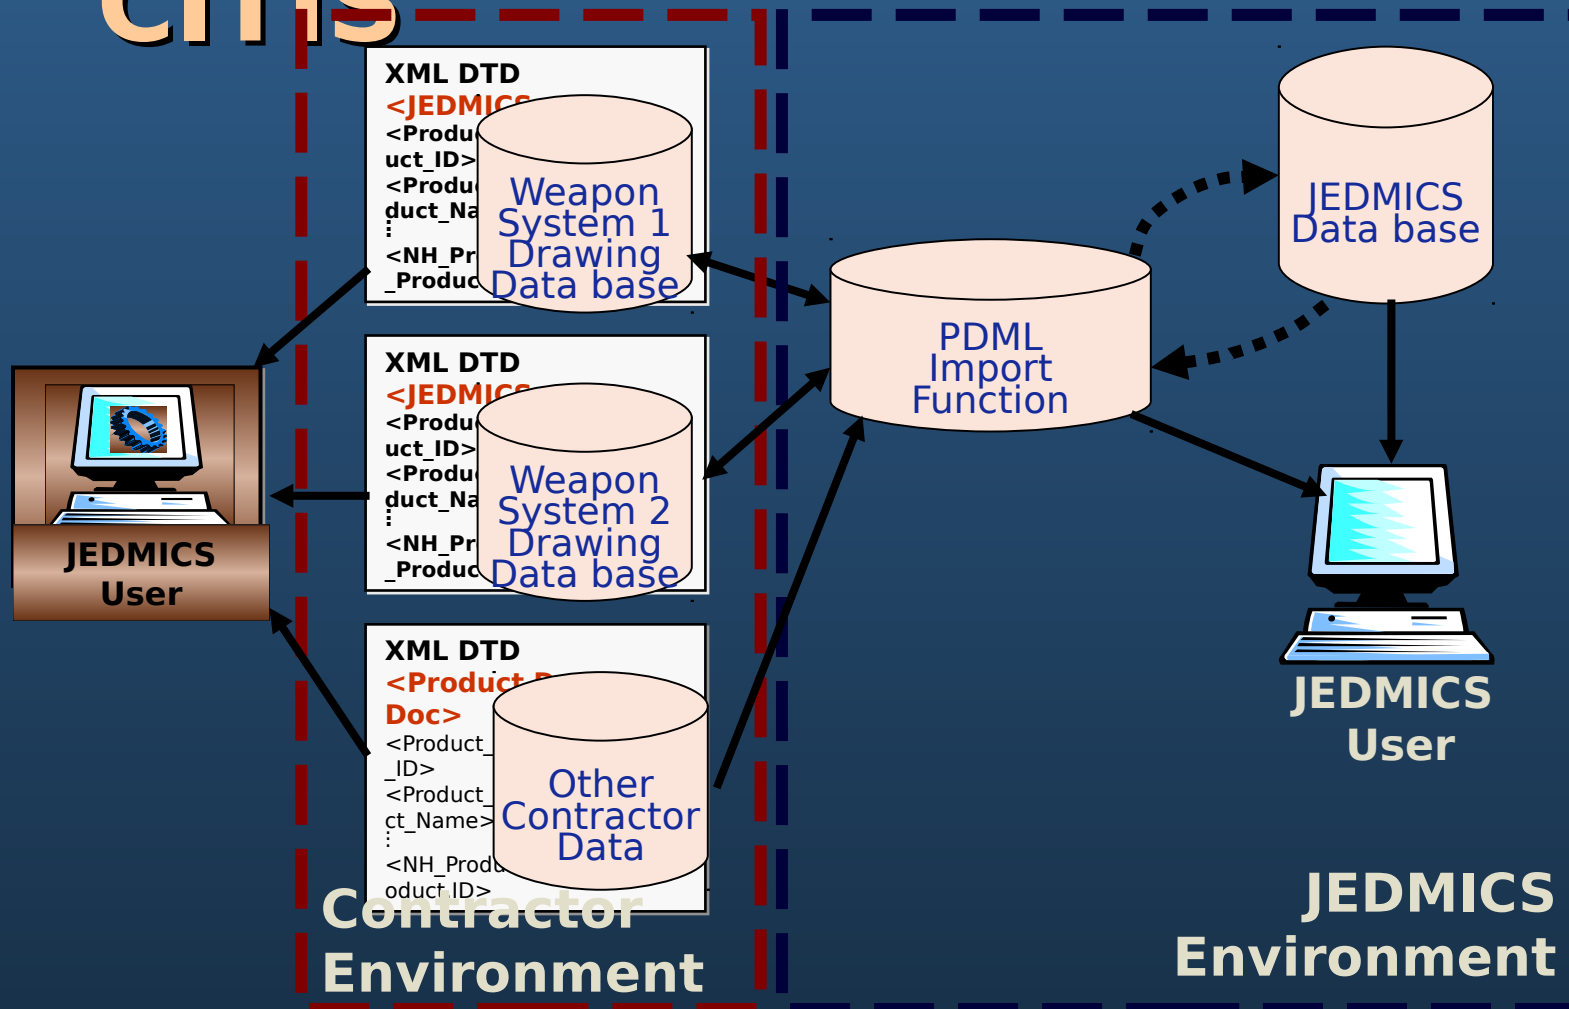 CITIS
XML DTD
<JEDMICS
<Produ
uct_ID>
<Produ
duct_Na
⋮
<NH_Pr
_Produc
Weapon
System 1
Drawing
Data base
XML DTD
<JEDMICS
<Produ
uct_ID>
<Produ
duct_Na
⋮
<NH_Pr
_Produc
Weapon
System 2
Drawing
Data base
XML DTD
<Product
Doc>
<Product_
_ID>
<Product_
ct_Name>
⋮
<NH_Produ
oduct_ID>
Other
Contractor
Data
JEDMICS
User
PDML
Import
Function
JEDMICS
Data base
JEDMICS
User
Contractor
Environment
JEDMICS
Environment